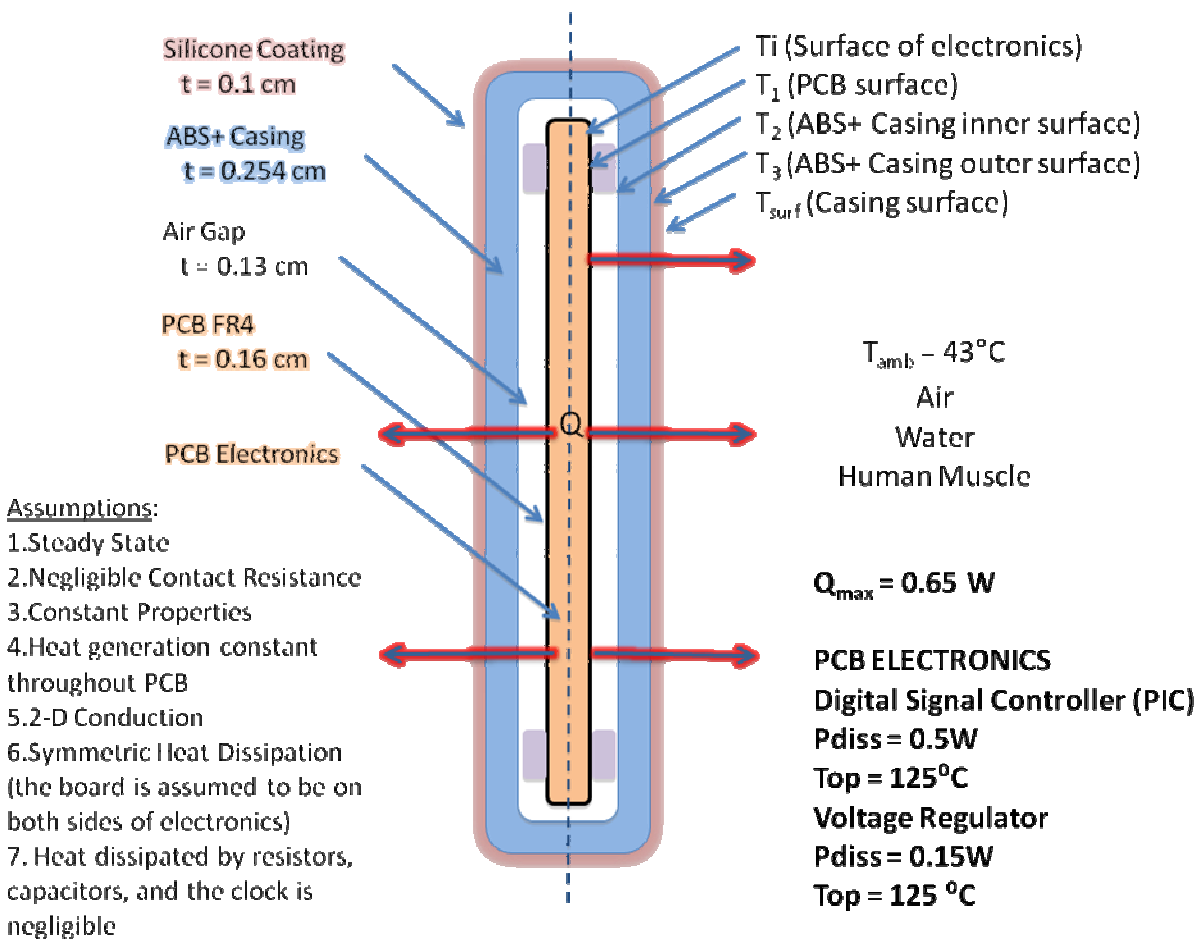 Silicone Coating
t = 0.1 cm
ABS+ Casing
t = 0.254 cm
Air Gap
t = 0.13 cm
PCB FR4
t = 0.16 cm
PCB Electronics
Assumptions:
1.Steady State
2.Negligible Contact Resistance
3.Constant Properties
4.Heat generation constant
throughout PCB
5.2-D Conduction
6.Symmetric Heat Dissipation
(the board is assumed to be on
both sides of electronics)
7. Heat dissipated by resistors,
capacitors, and the clock is
negligible
Q
Ti (Surface of electronics)
T1 (PCB surface)
T2 (ABS+ Casing inner surface)
T3 (ABS+ Casing outer surface)
Tsurf (Casing surface)
Tamb – 43°C
Air
Water
Human Muscle
Qmax = 0.65 W
PCB ELECTRONICS
Digital Signal Controller (PIC)
Pdiss = 0.5W
Top = 125⁰C
Voltage Regulator
Pdiss = 0.15W
Top = 125 ⁰C